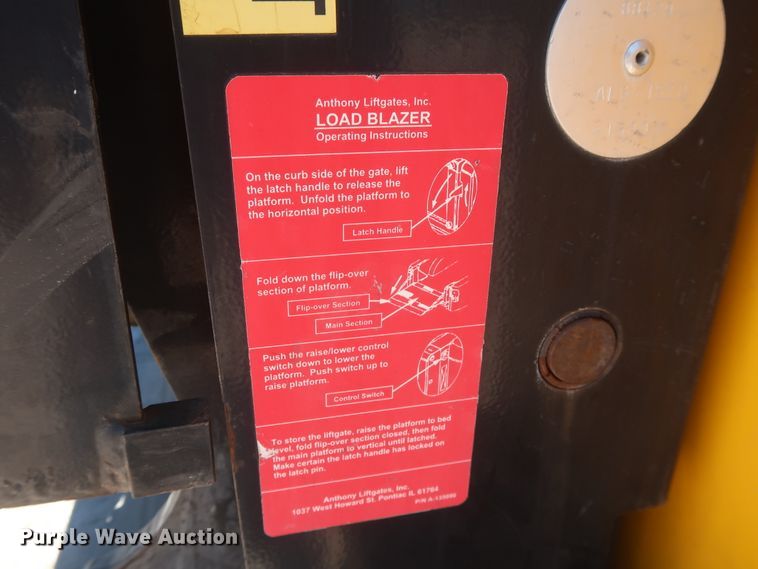 Anthony Liftgates, Inc.
LOAD BLAZER
Operating Instructions
On the curb side of the gate, lift
the latch handle to release the
platform. Unfold the platform to
the horizontal position.
Latch Handle
Fold down the flip-over
section of platform.
Flip-over Section
Main Section
Push the raise/lower control
switch down to lower the
platform. Push switch up to
raise platform.
Control Switch
To store the liftgate, raise the platform to bed
level, fold flip-over section closed, then fold
the main platform to vertical until latched.
Make certain the latch handle has locked on
the latch pin.
Anthony Liftgates, Inc.
1037 West Howard St. Pontiac IL 61764
Purple Wave Auction